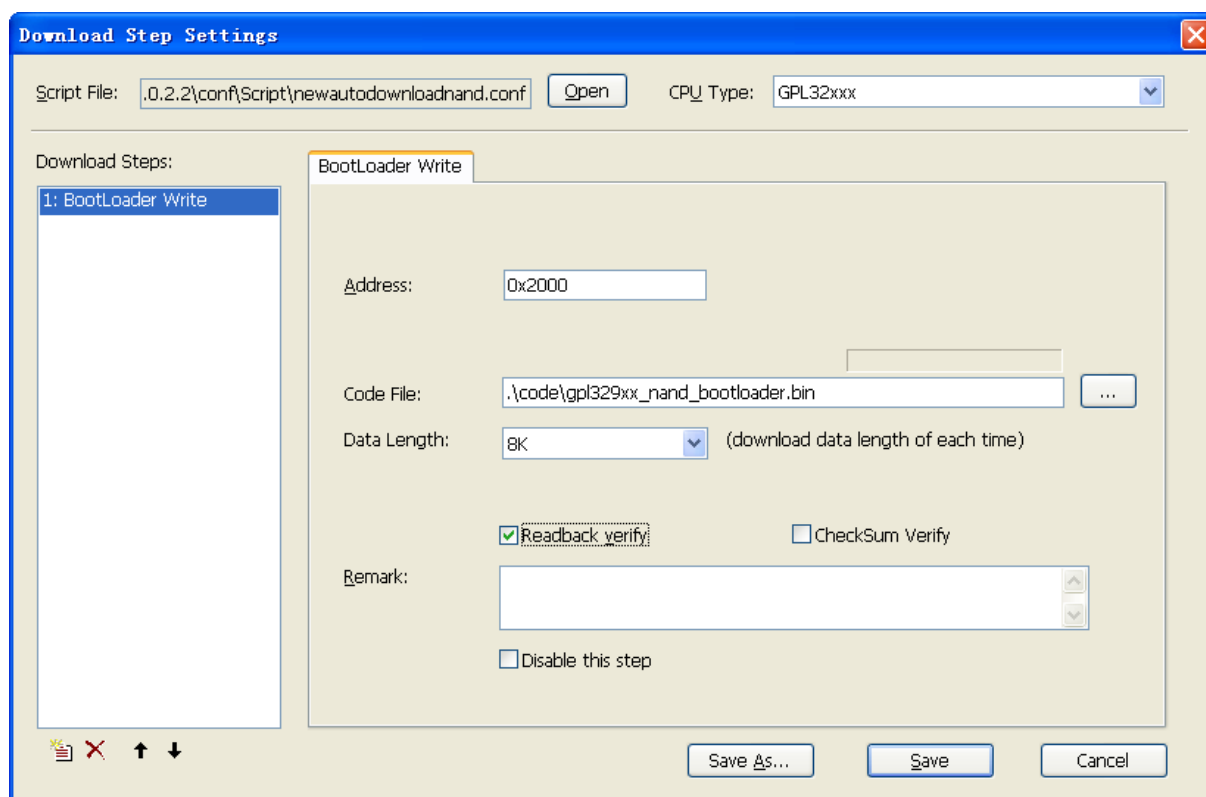 Download Step Settings
Script File: .0.2.2\conf\Script\newautodownloadnand.conf Open CPU Type: GPL32xxx
Download Steps:
1: BootLoader Write
BootLoader Write
Address: 0x2000
Code File: .\code\gpl329xx_nand_bootloader.bin ...
Data Length: 8K (download data length of each time)
Readback verify CheckSum Verify
Remark:
Disable this step
Save As... Save Cancel